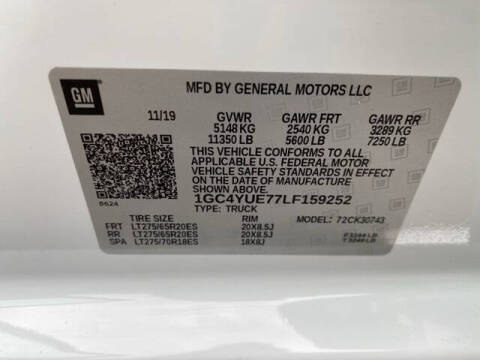 GM
MFD BY GENERAL MOTORS LLC
11/19 GVWR GAWR FRT GAWR RR
5148 KG 2540 KG 3289 KG
11350 LB 5600 LB 7250 LB
THIS VEHICLE CONFORMS TO ALL
APPLICABLE U.S. FEDERAL MOTOR
VEHICLE SAFETY STANDARDS IN EFFECT
ON THE DATE OF MANUFACTURE
SHOWN ABOVE.
8624 1GC4YUE77LF159252
TYPE: TRUCK
TIRE SIZE RIM MODEL: 72CK30743
FRT LT275/65R20ES 20X8.5J
RR LT275/65R20ES 20X8.5J
SPA LT275/70R18ES 18X8J